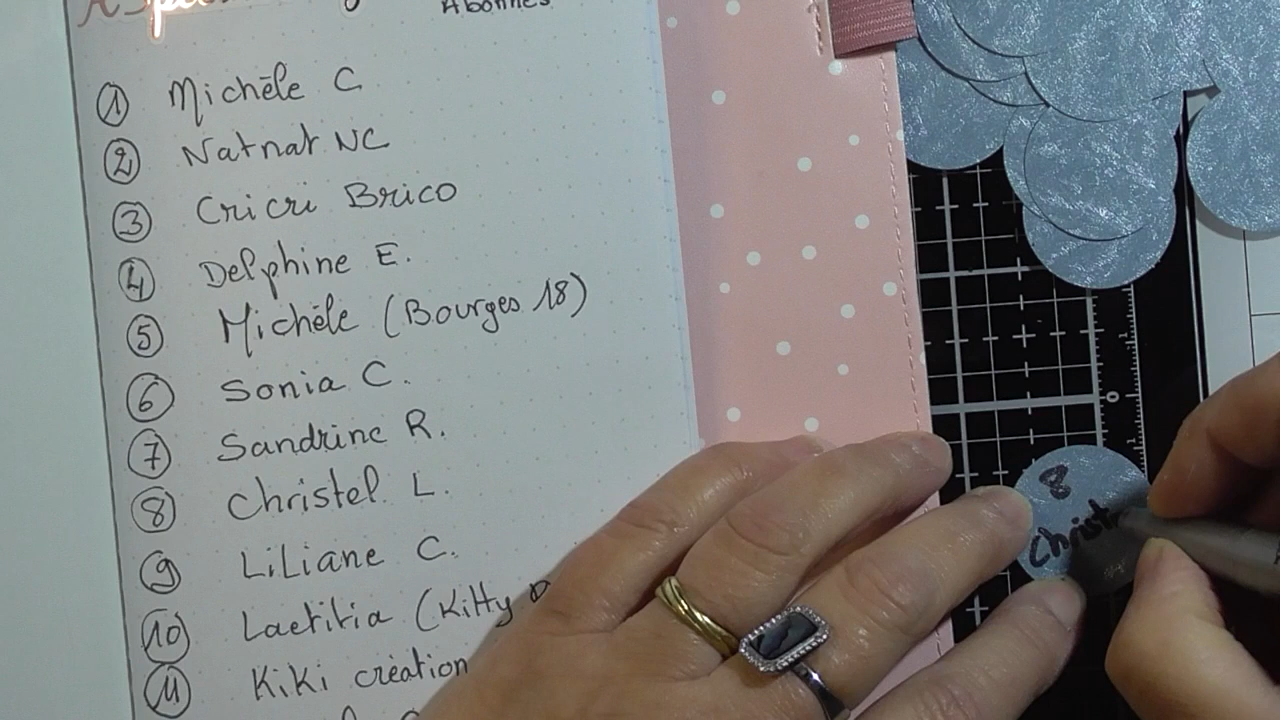 Abonnés
① Michèle C
② Natnat NC
③ Cricri Brico
④ Delphine E.
⑤ Michèle (Bourges 18)
⑥ Sonia C.
⑦ Sandrine R.
⑧ Christel L.
⑨ Liliane C.
⑩ Laetitia (Kitty
⑪ Kiki création
8
Christ
0